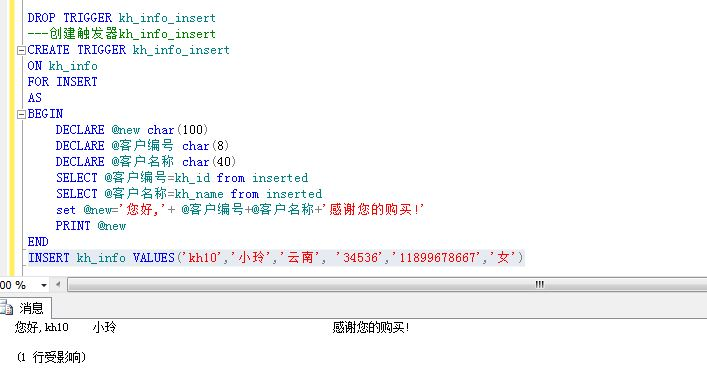 DROP TRIGGER kh_info_insert
---创建触发器kh_info_insert
CREATE TRIGGER kh_info_insert
ON kh_info
FOR INSERT
AS
BEGIN
DECLARE @new char(100)
DECLARE @客户编号 char(8)
DECLARE @客户名称 char(40)
SELECT @客户编号=kh_id from inserted
SELECT @客户名称=kh_name from inserted
set @new='您好,'+ @客户编号+@客户名称+'感谢您的购买!'
PRINT @new
END
INSERT kh_info VALUES('kh10','小玲','云南', '34536','11899678667','女')
00 %
消息
您好,kh10    小玲                                    感谢您的购买!
(1 行受影响)